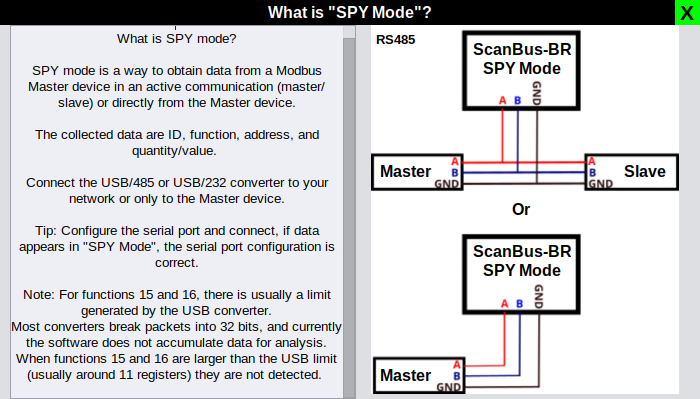 What is "SPY Mode"?
X
What is SPY mode?
SPY mode is a way to obtain data from a Modbus
Master device in an active communication (master/
slave) or directly from the Master device.
The collected data are ID, function, address, and
quantity/value.
Connect the USB/485 or USB/232 converter to your
network or only to the Master device.
Tip: Configure the serial port and connect, if data
appears in "SPY Mode", the serial port configuration is
correct.
Note: For functions 15 and 16, there is usually a limit
generated by the USB converter.
Most converters break packets into 32 bits, and currently
the software does not accumulate data for analysis.
When functions 15 and 16 are larger than the USB limit
(usually around 11 registers) they are not detected.
RS485
ScanBus-BR
SPY Mode
A B GND
Master
A
B
GND
A
B
GND
Slave
Or
ScanBus-BR
SPY Mode
A B GND
Master
A
B
GND